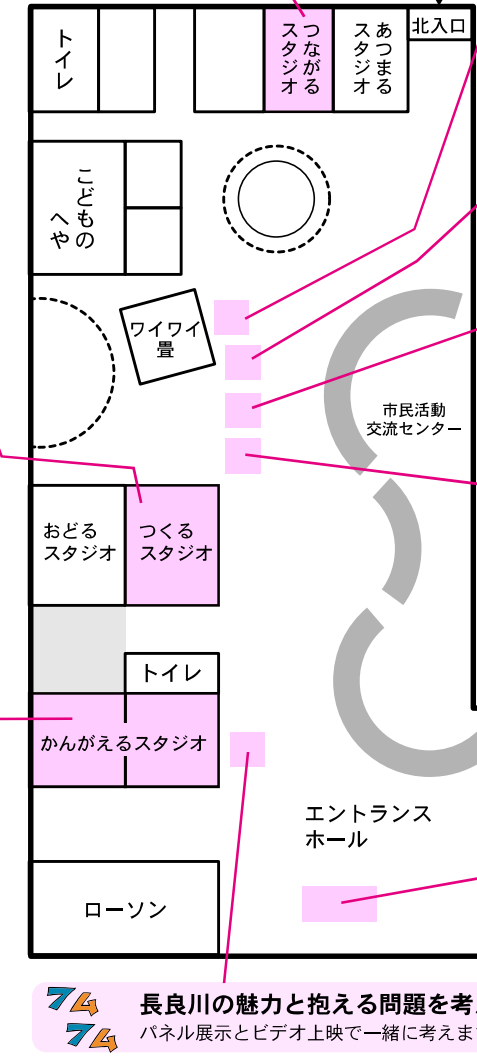 北入口
トイレ
つながる
スタジオ
あつまる
スタジオ
こどもの
へや
ワイワイ
畳
市民活動
交流センター
おどる
スタジオ
つくる
スタジオ
トイレ
かんがえるスタジオ
エントランス
ホール
ローソン
長良川の魅力と抱える問題を考
パネル展示とビデオ上映で一緒に考えま